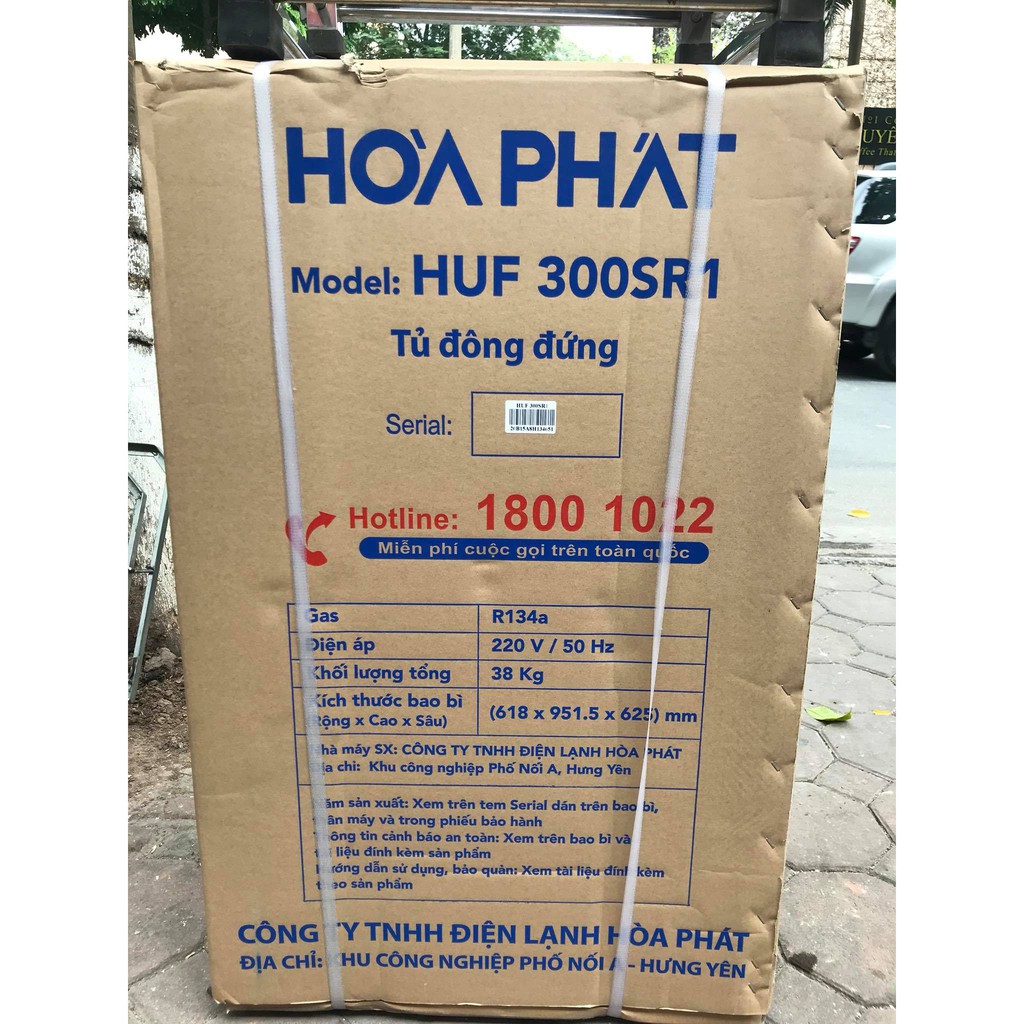 HÒA PHÁT
Model: HUF 300SR1
Tủ đông đứng
HUF 300SR1
Serial:
Hotline: 1800 1022
Miễn phí cuộc gọi trên toàn quốc
Gas R134a
Điện áp 220 V / 50 Hz
Khối lượng tổng 38 Kg
Kích thước bao bì
(Rộng x Cao x Sâu) (618 x 951.5 x 625) mm
Nhà máy SX: CÔNG TY TNHH ĐIỆN LẠNH HÒA PHÁT
Địa chỉ: Khu công nghiệp Phố Nối A, Hưng Yên
Năm sản xuất: Xem trên tem Serial dán trên bao bì,
thân máy và trong phiếu bảo hành
Thông tin cảnh báo an toàn: Xem trên bao bì và
tài liệu đính kèm sản phẩm
Hướng dẫn sử dụng, bảo quản: Xem tài liệu đính kèm
theo sản phẩm
CÔNG TY TNHH ĐIỆN LẠNH HÒA PHÁT
ĐỊA CHỈ: KHU CÔNG NGHIỆP PHỐ NỐI A - HƯNG YÊN